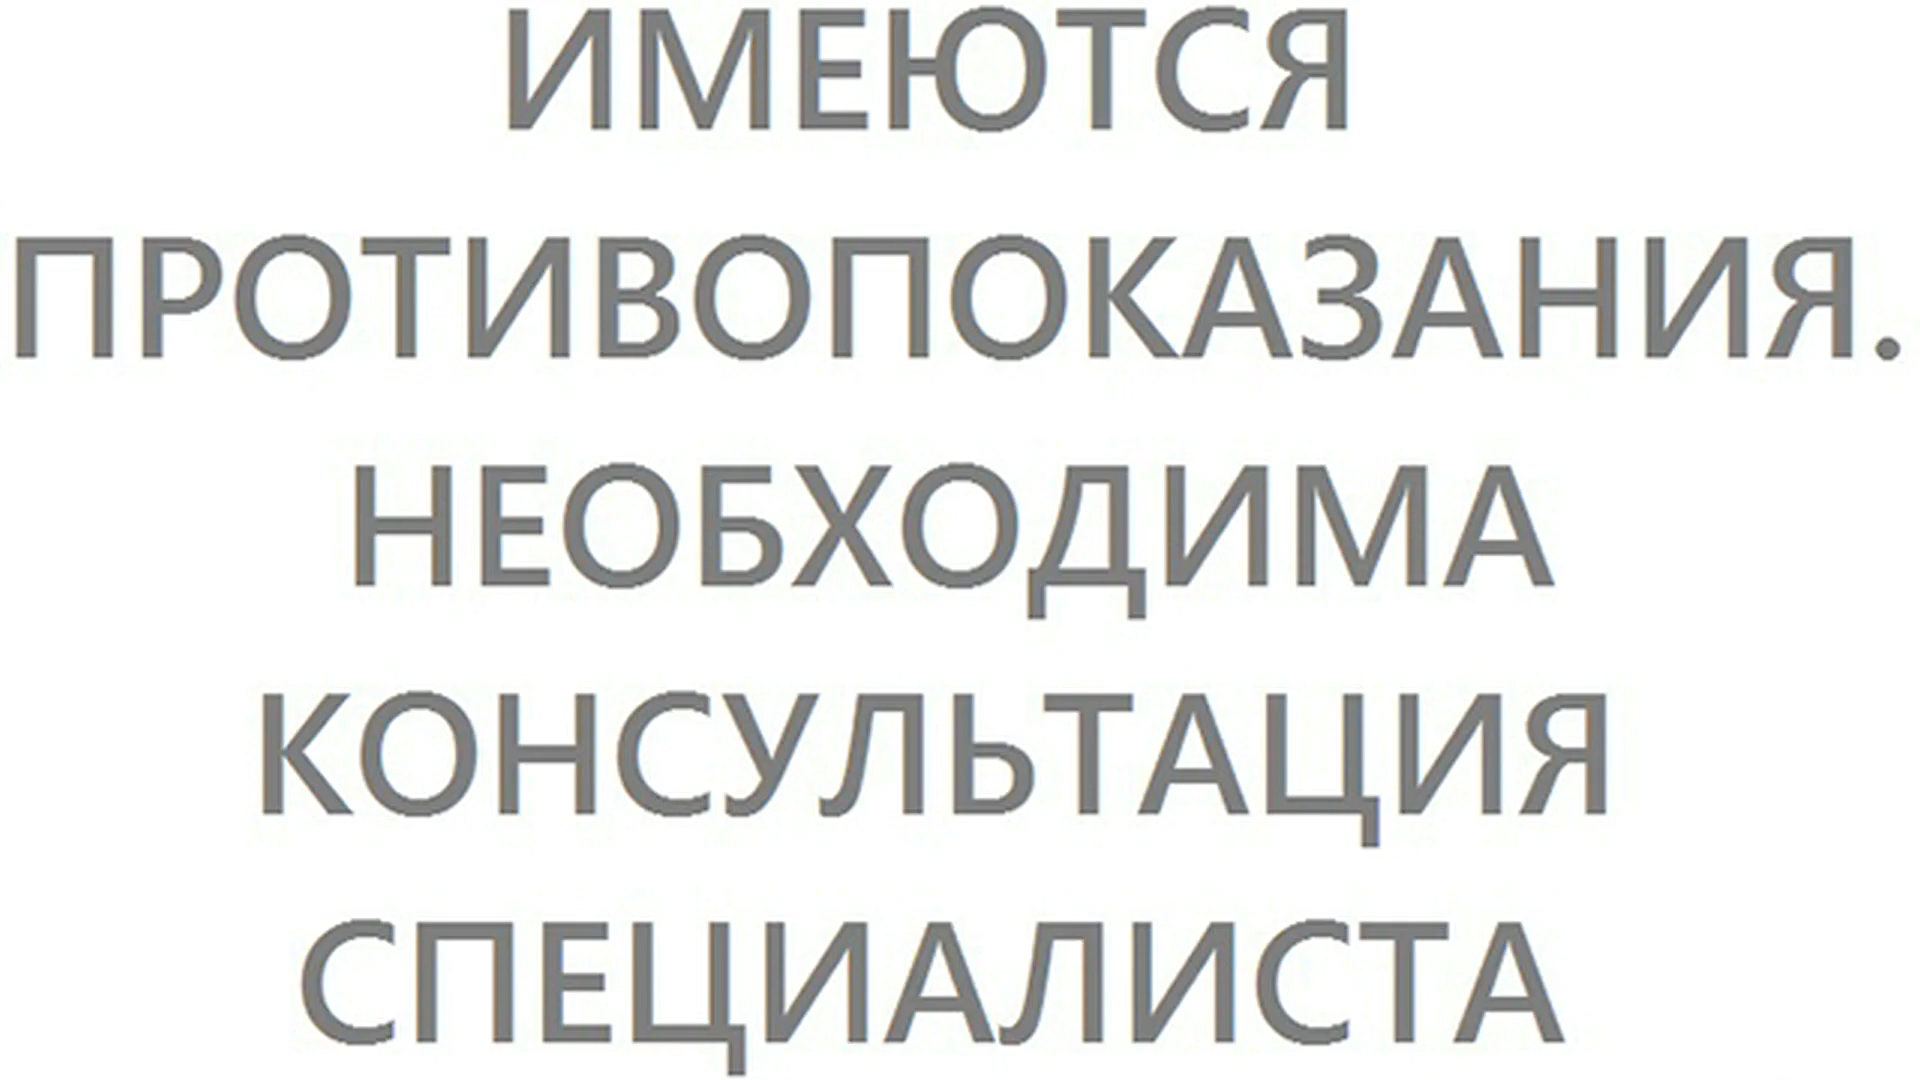 ИМЕЮТСЯ
ПРОТИВОПОКАЗАНИЯ.
НЕОБХОДИМА
КОНСУЛЬТАЦИЯ
СПЕЦИАЛИСТА